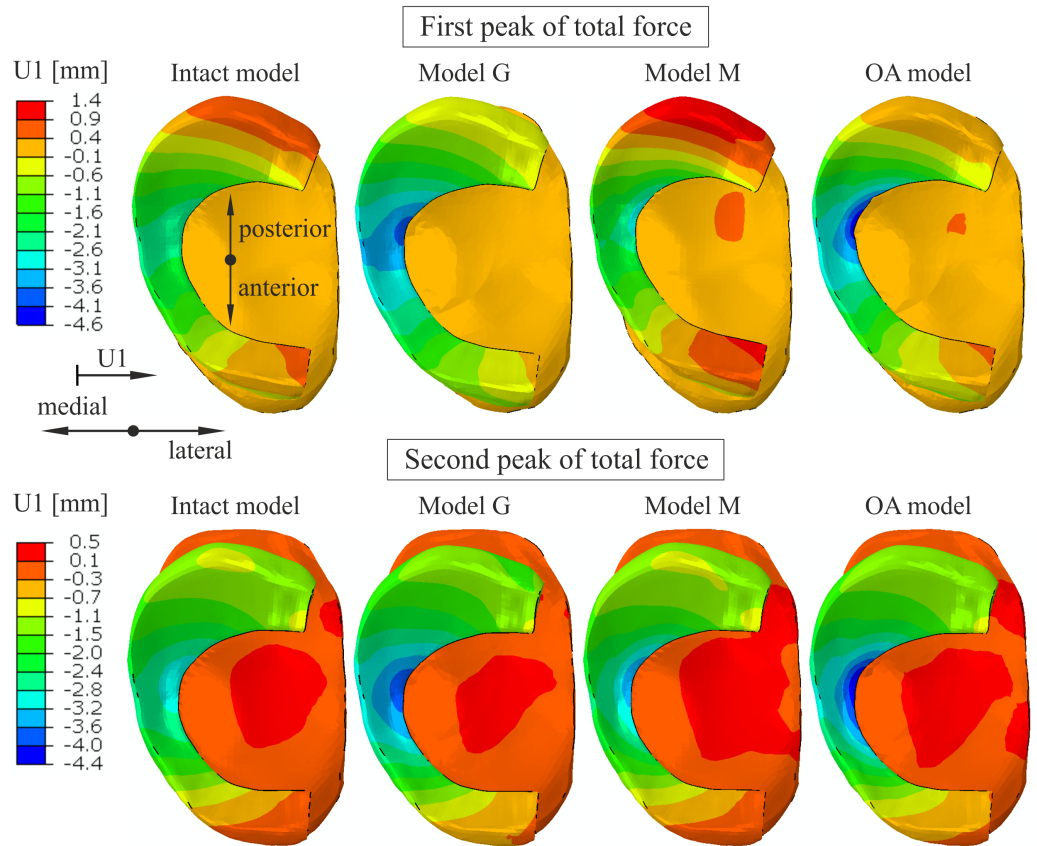 First peak of total force
U1 [mm]
Intact model
Model G
Model M
OA model
1.4
0.9
0.4
-0.1
-0.6
-1.1
-1.6
-2.1
-2.6
-3.1
-3.6
-4.1
-4.6
posterior
anterior
U1
medial
lateral
Second peak of total force
U1 [mm]
Intact model
Model G
Model M
OA model
0.5
0.1
-0.3
-0.7
-1.1
-1.5
-2.0
-2.4
-2.8
-3.2
-3.6
-4.0
-4.4